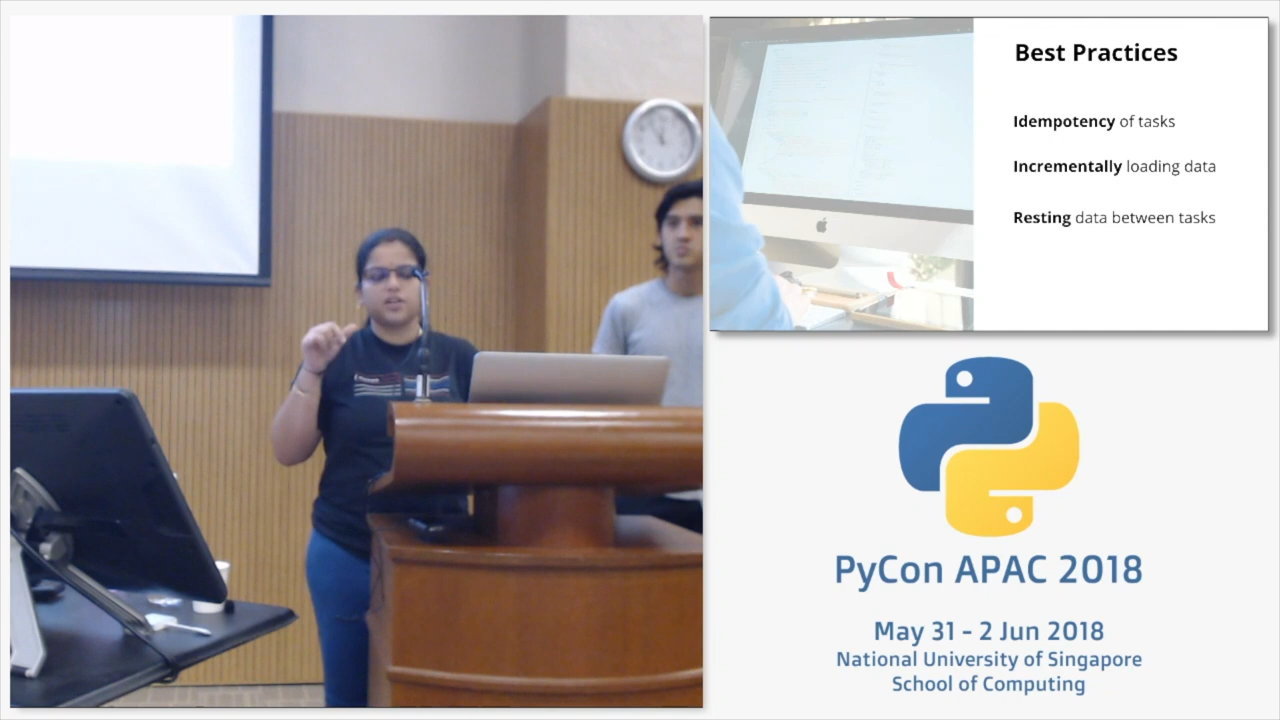 Best Practices
Idempotency of tasks
Incrementally loading data
Resting data between tasks
PyCon APAC 2018
May 31 - 2 Jun 2018
National University of Singapore
School of Computing